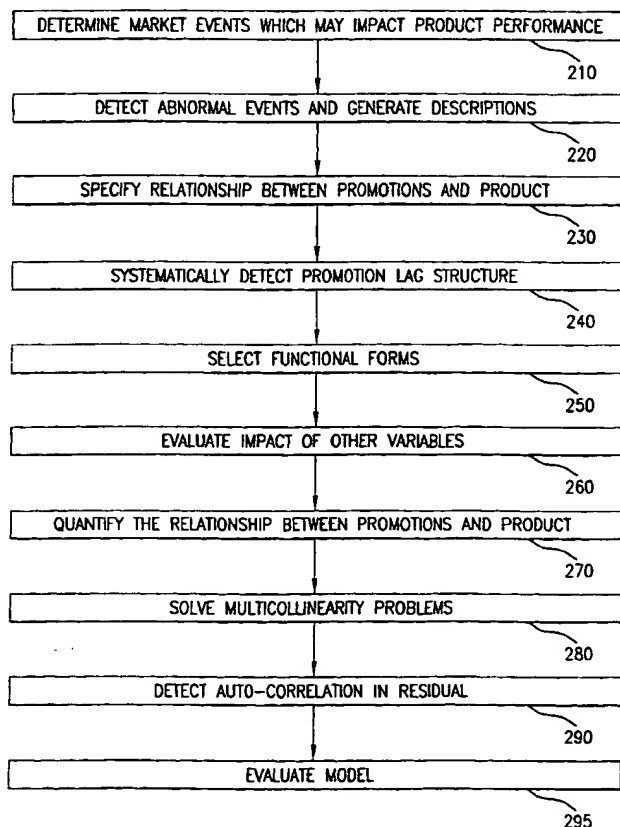 DETERMINE MARKET EVENTS WHICH MAY IMPACT PRODUCT PERFORMANCE
210
DETECT ABNORMAL EVENTS AND GENERATE DESCRIPTIONS
220
SPECIFY RELATIONSHIP BETWEEN PROMOTIONS AND PRODUCT
230
SYSTEMATICALLY DETECT PROMOTION LAG STRUCTURE
240
SELECT FUNCTIONAL FORMS
250
EVALUATE IMPACT OF OTHER VARIABLES
260
QUANTIFY THE RELATIONSHIP BETWEEN PROMOTIONS AND PRODUCT
270
SOLVE MULTICOLLINEARITY PROBLEMS
280
DETECT AUTO-CORRELATION IN RESIDUAL
290
EVALUATE MODEL
295